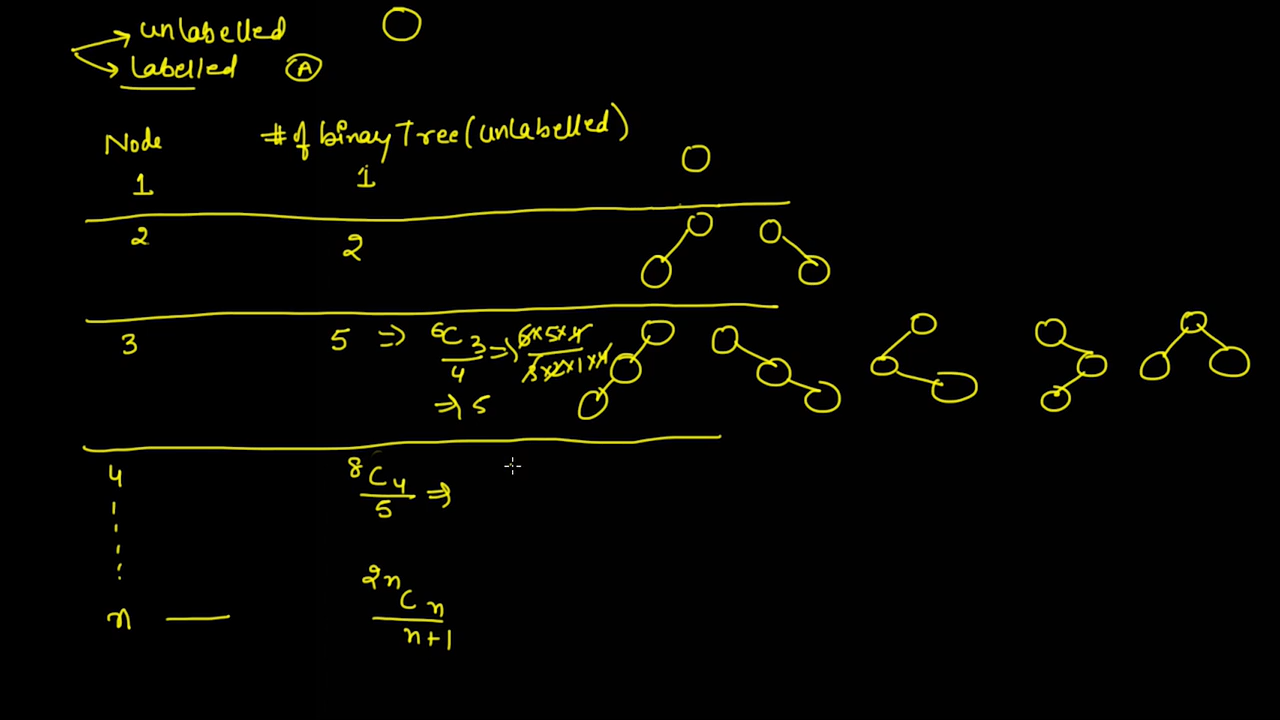 unlabelled
labelled A
Node # of binary Tree (unlabelled)
1 1
2 2
3 5 => ⁶C₃/4 => 6×5×4/3×2×1×4
=> 5
4 ⁸C₄/5 =>
n — ²ⁿCₙ/n+1